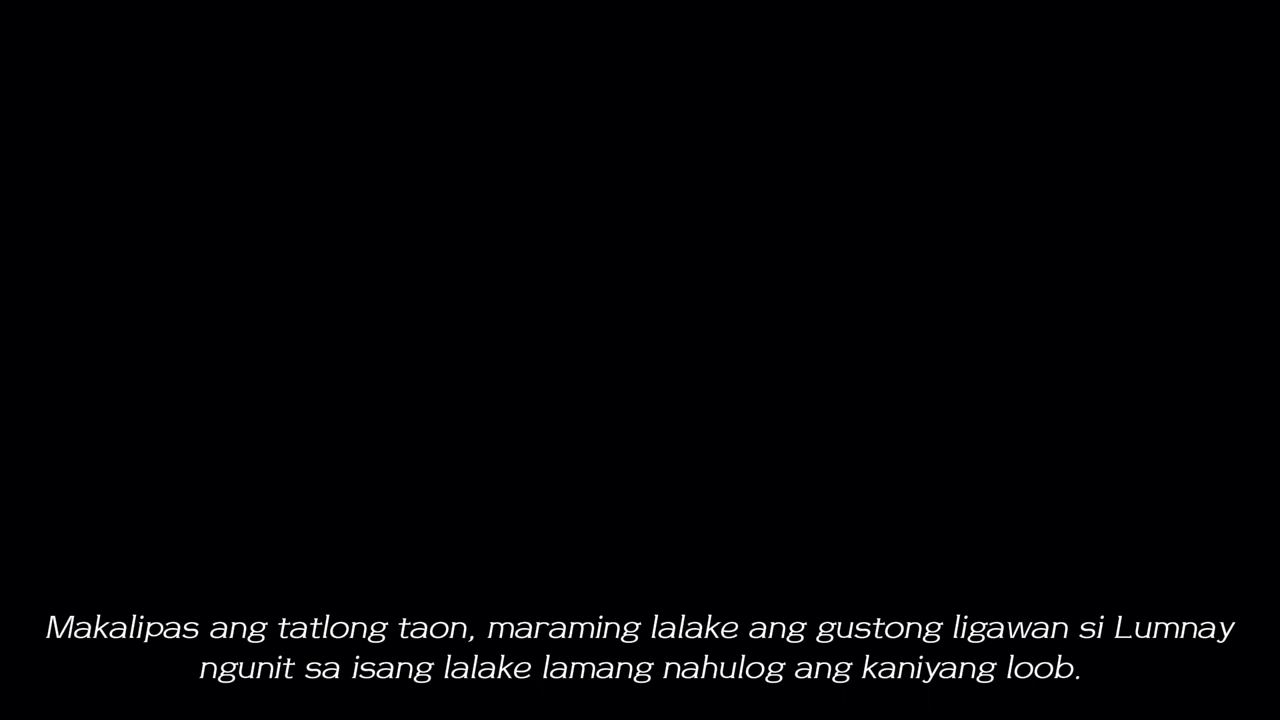 Makalipas ang tatlong taon, maraming lalake ang gustong ligawan si Lumnay
ngunit sa isang lalake lamang nahulog ang kaniyang loob.